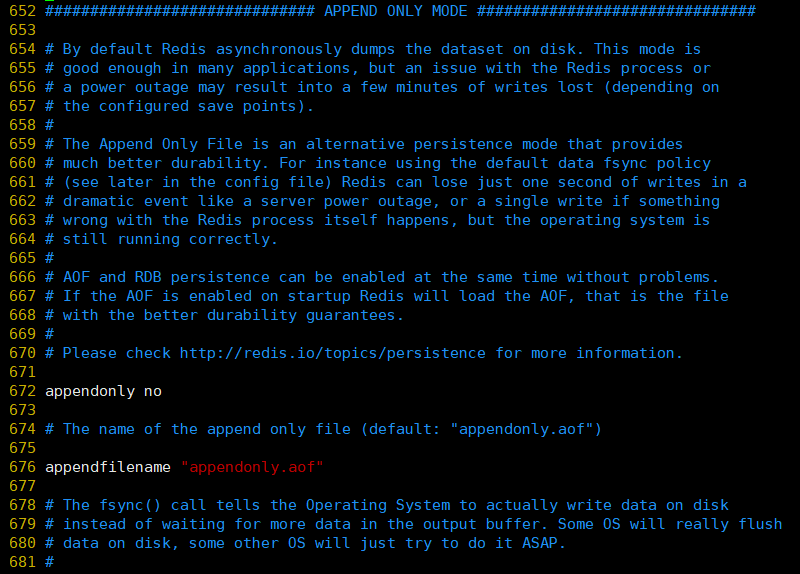 652 ############################## APPEND ONLY MODE ###############################
653
654 # By default Redis asynchronously dumps the dataset on disk. This mode is
655 # good enough in many applications, but an issue with the Redis process or
656 # a power outage may result into a few minutes of writes lost (depending on
657 # the configured save points).
658 #
659 # The Append Only File is an alternative persistence mode that provides
660 # much better durability. For instance using the default data fsync policy
661 # (see later in the config file) Redis can lose just one second of writes in a
662 # dramatic event like a server power outage, or a single write if something
663 # wrong with the Redis process itself happens, but the operating system is
664 # still running correctly.
665 #
666 # AOF and RDB persistence can be enabled at the same time without problems.
667 # If the AOF is enabled on startup Redis will load the AOF, that is the file
668 # with the better durability guarantees.
669 #
670 # Please check http://redis.io/topics/persistence for more information.
671
672 appendonly no
673
674 # The name of the append only file (default: "appendonly.aof")
675
676 appendfilename "appendonly.aof"
677
678 # The fsync() call tells the Operating System to actually write data on disk
679 # instead of waiting for more data in the output buffer. Some OS will really flush
680 # data on disk, some other OS will just try to do it ASAP.
681 #